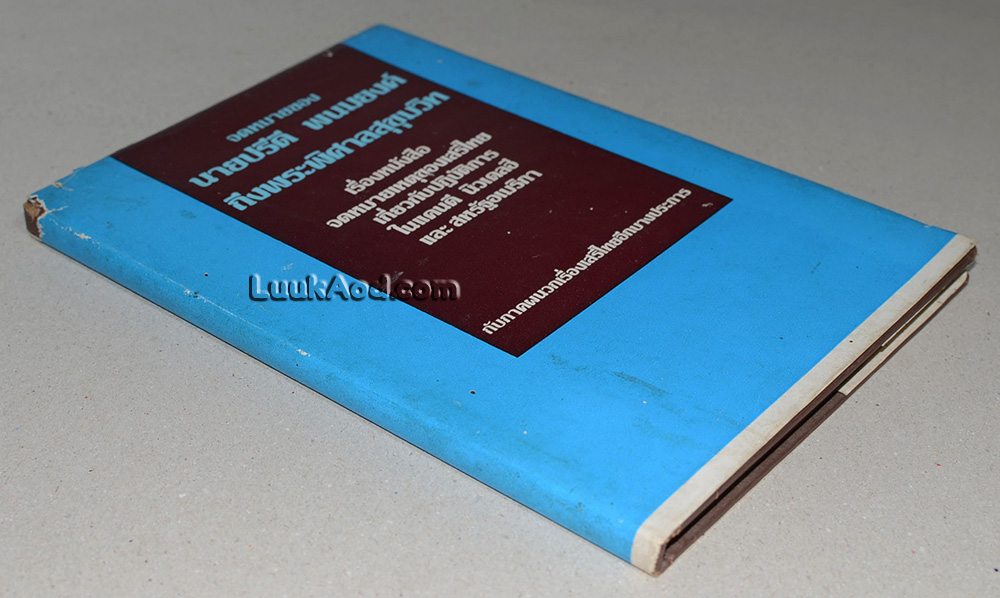 จดหมายของ
นายปรีดี พนมยงค์
ถึงพระพิศาลสุขุมวิท
เรื่องหนังสือ
จดหมายเหตุของเสรีไทย
เกี่ยวกับปฏิบัติการ
ในแคนดี นิวเดลฮี
และ สหรัฐอเมริกา
กับภาคผนวกเรื่องเสรีไทยอีกบางประการ
LuukAod.com